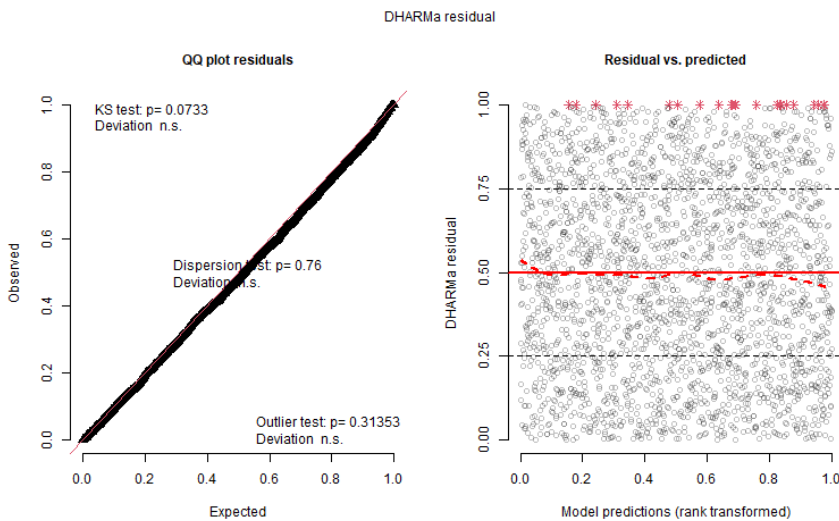 DHARMa residual
QQ plot residuals
KS test: p= 0.0733
Deviation n.s.
Dispersion test: p= 0.76
Deviation n.s.
Outlier test: p= 0.31353
Deviation n.s.
Observed
0.0 0.2 0.4 0.6 0.8 1.0
0.0 0.2 0.4 0.6 0.8 1.0
Expected
Residual vs. predicted
DHARMa residual
0.00 0.25 0.50 0.75 1.00
0.0 0.2 0.4 0.6 0.8 1.0
Model predictions (rank transformed)